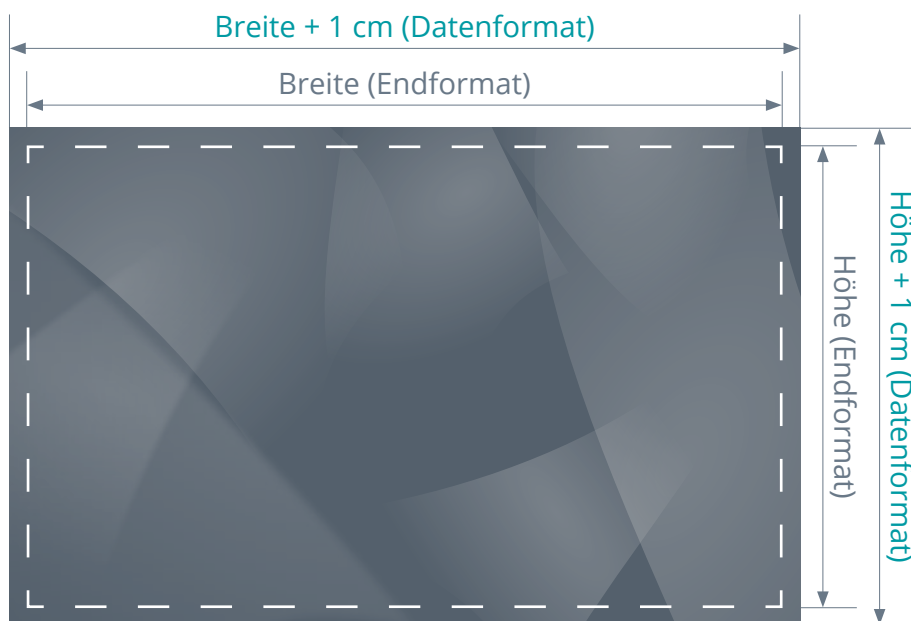 Breite + 1 cm (Datenformat)
Breite (Endformat)
Höhe (Endformat)
Höhe + 1 cm (Datenformat)